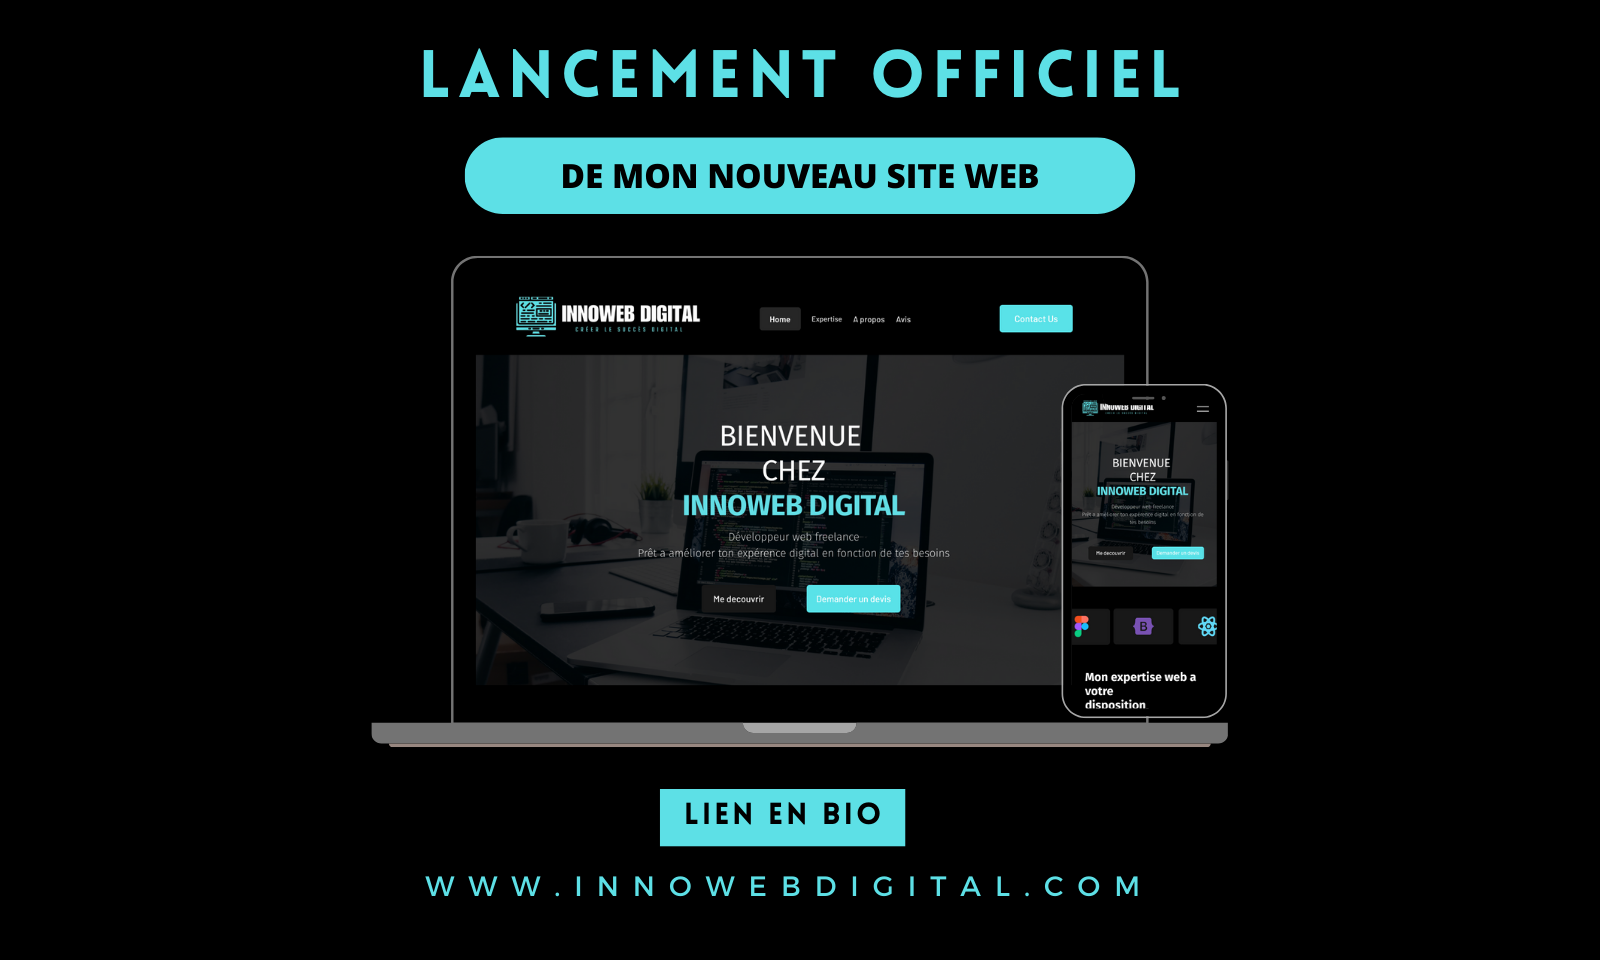 LANCEMENT OFFICIEL
DE MON NOUVEAU SITE WEB
INNOWEB DIGITAL
CRÉER LE SUCCÈS DIGITAL
Home Expertise A propos Avis
Contact Us
BIENVENUE
CHEZ
INNOWEB DIGITAL
Développeur web freelance
Prêt a améliorer ton expérence digital en fonction de tes besoins
Me decouvrir Demander un devis
INNOWEB DIGITAL
BIENVENUE
CHEZ
INNOWEB DIGITAL
Développeur web freelance
Prêt a améliorer ton expérence digital en fonction de
tes besoins
Me decouvrir Demander un devis
B
Mon expertise web a
votre
disposition
LIEN EN BIO
WWW.INNOWEBDIGITAL.COM